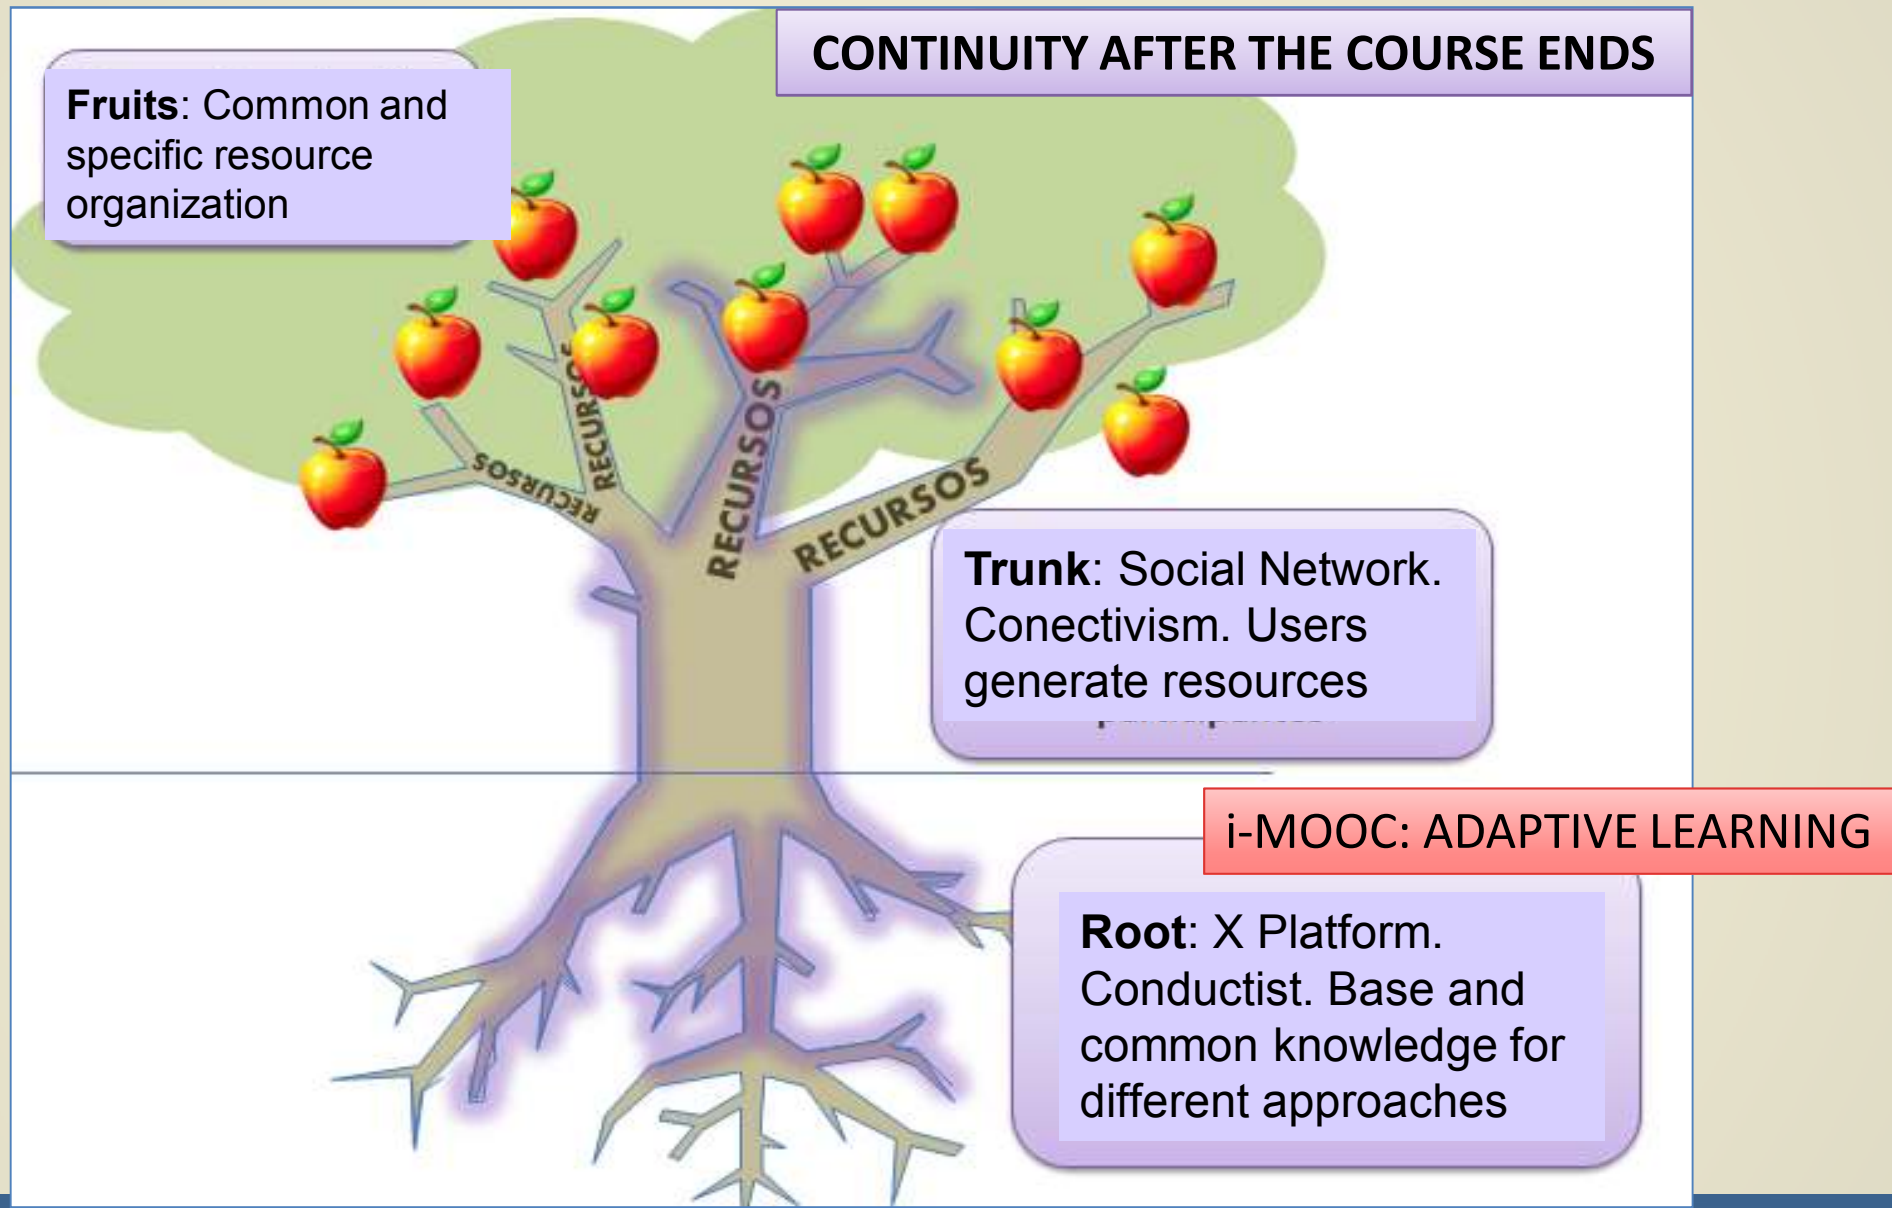 CONTINUITY AFTER THE COURSE ENDS
Fruits: Common and
specific resource
organization
RECURSOS
RECURSOS
RECURSOS
RECURSOS
Trunk: Social Network.
Conectivism. Users
generate resources
i-MOOC: ADAPTIVE LEARNING
Root: X Platform.
Conductist. Base and
common knowledge for
different approaches